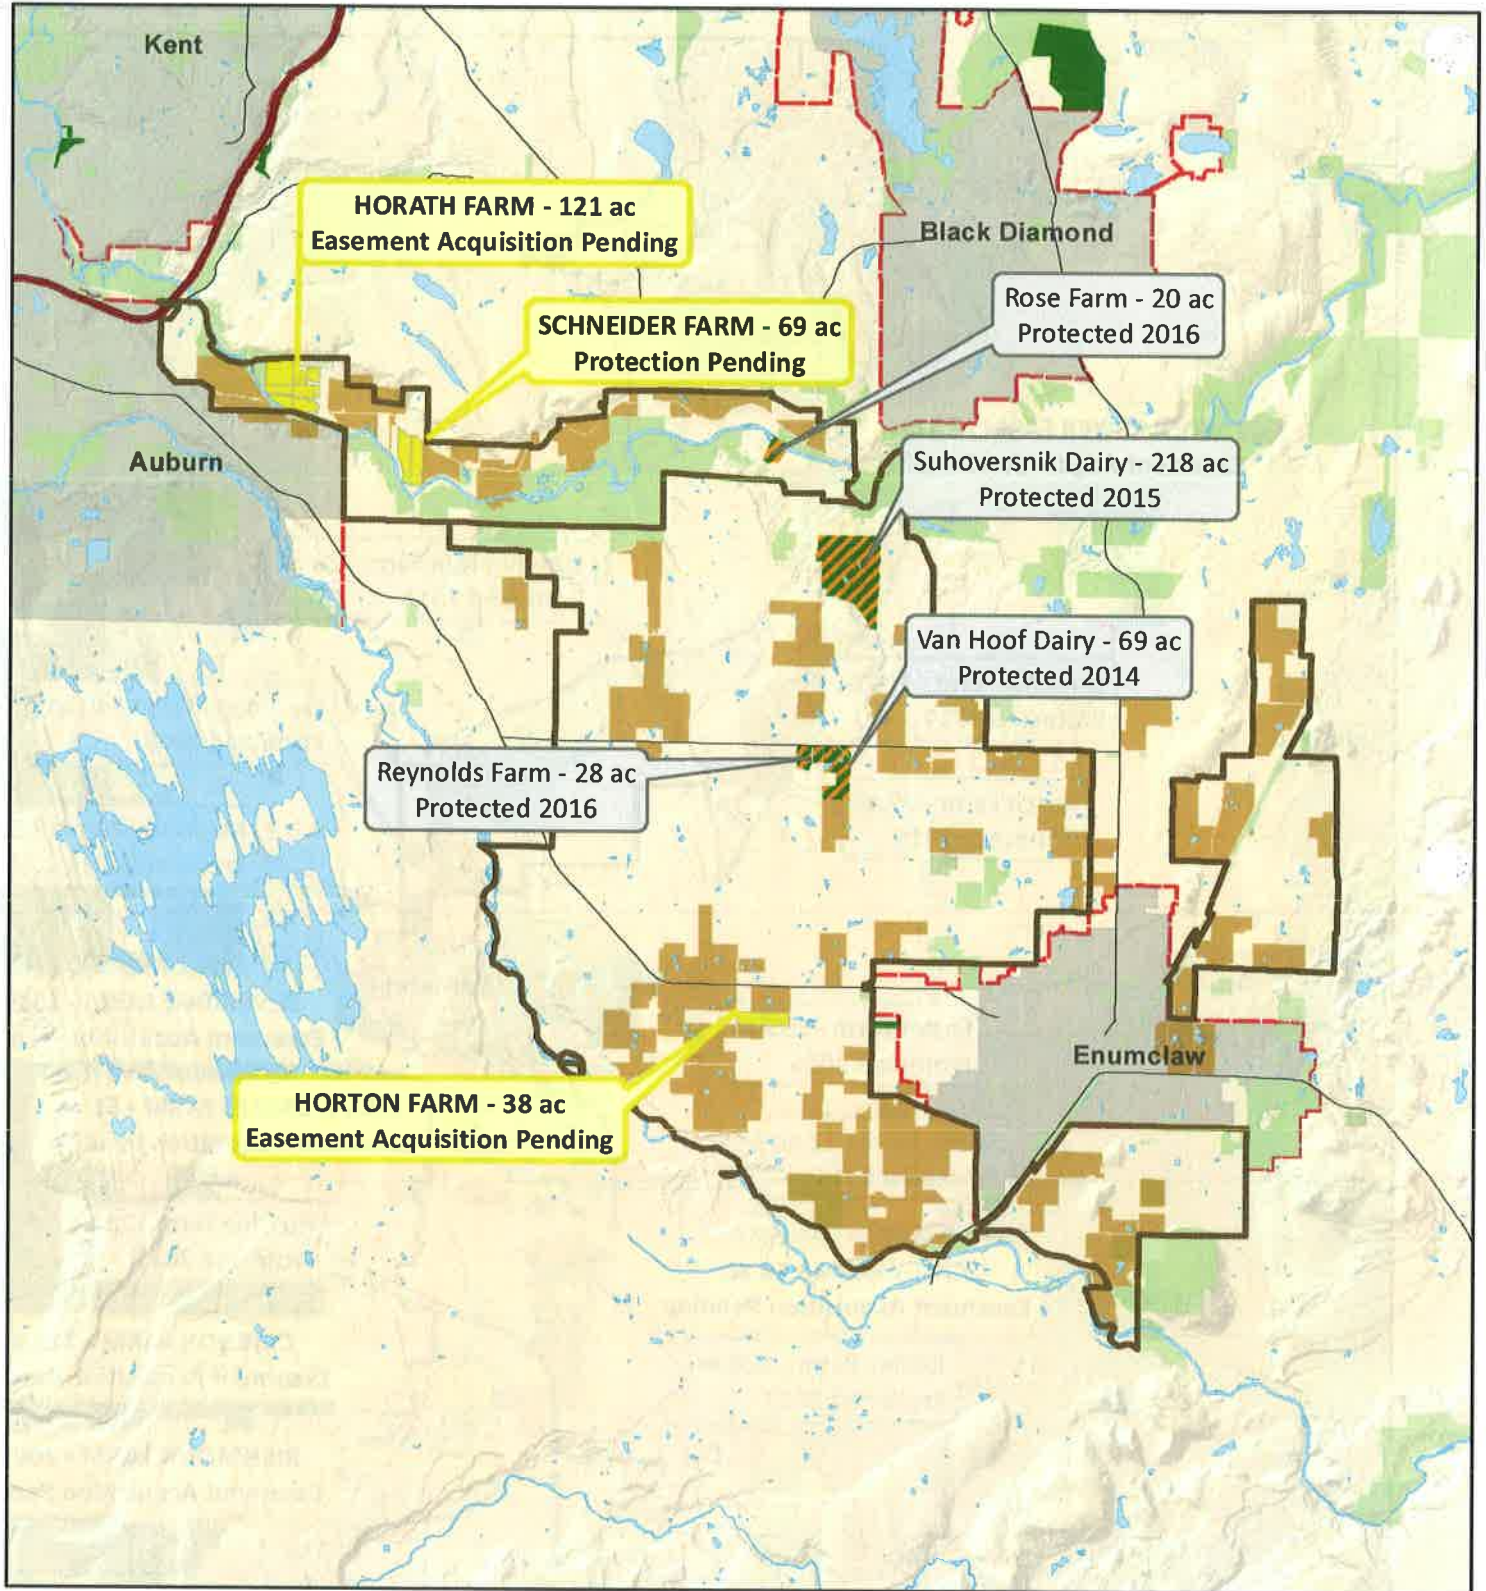 Kent
HORATH FARM - 121 ac
Easement Acquisition Pending
Black Diamond
Rose Farm - 20 ac
Protected 2016
SCHNEIDER FARM - 69 ac
Protection Pending
Auburn
Suhoversnik Dairy - 218 ac
Protected 2015
Van Hoof Dairy - 69 ac
Protected 2014
Reynolds Farm - 28 ac
Protected 2016
Enumclaw
HORTON FARM - 38 ac
Easement Acquisition Pending